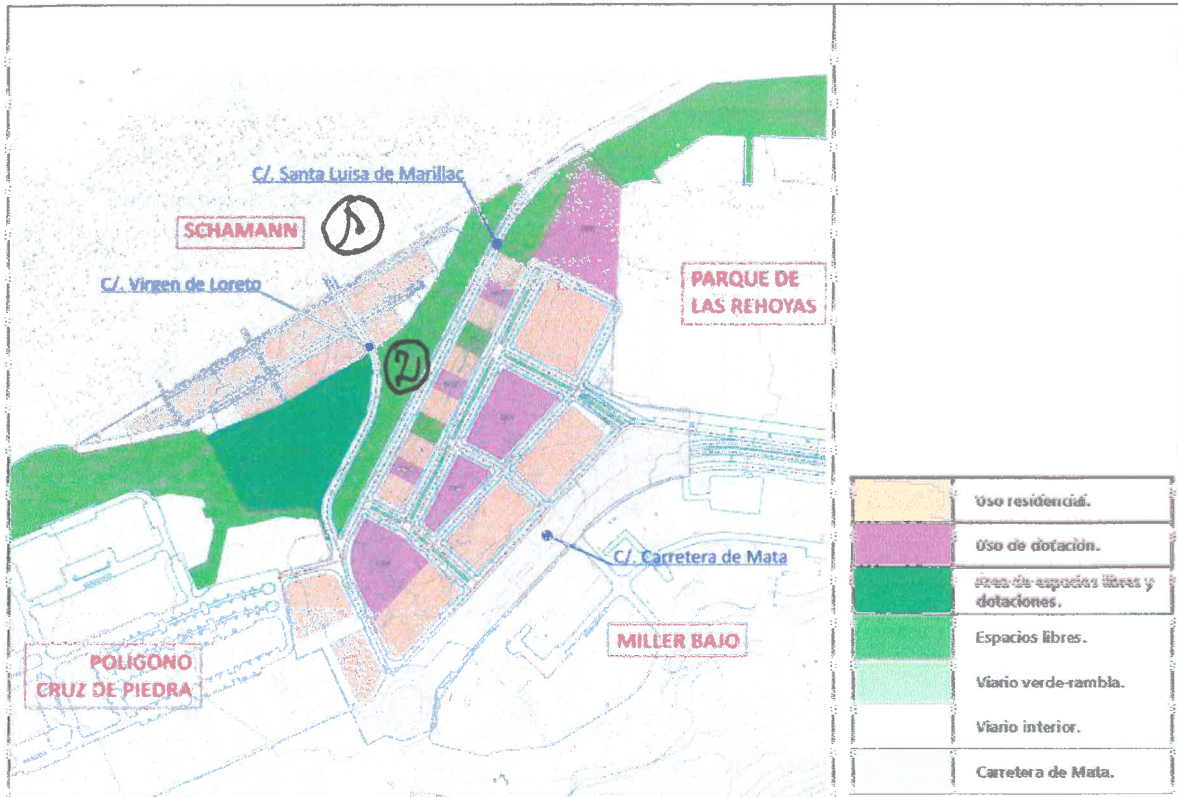 C/. Santa Luisa de Marillac
SCHAMANN
C/. Virgen de Loreto
PARQUE DE
LAS REHOYAS
2
C/. Carretera de Mata
MILLER BAJO
POLÍGONO
CRUZ DE PIEDRA
Uso residencial.
Uso de dotación.
Área de espacios libres y
dotaciones.
Espacios libres.
Viario verde-rambla.
Viario interior.
Carretera de Mata.